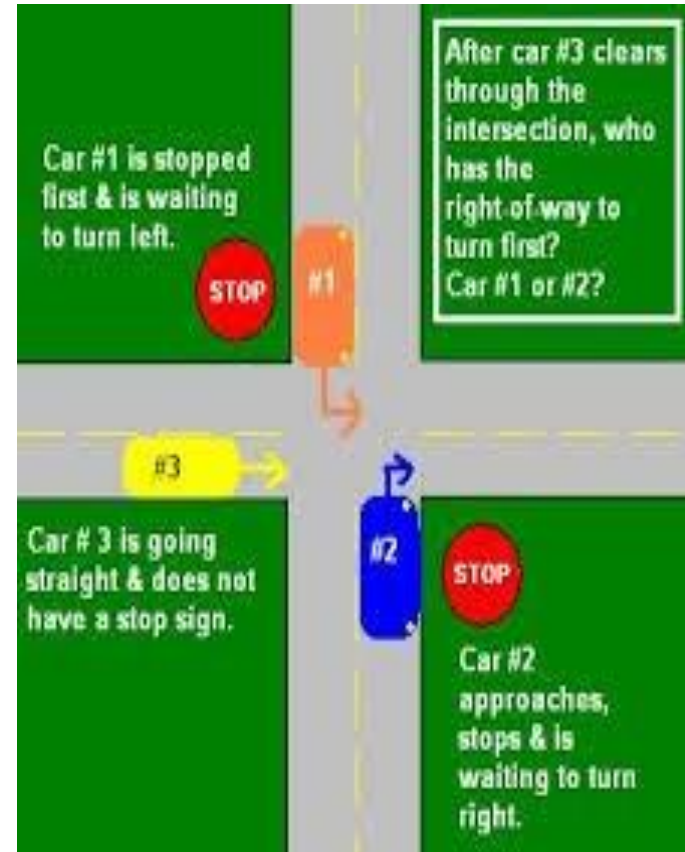 After car #3 clears
through the
intersection, who
has the
right-of-way to
turn first?
Car #1 or #2?
Car #1 is stopped
first & is waiting
to turn left.
STOP
#1
#3
#2
Car # 3 is going
straight & does not
have a stop sign.
STOP
Car #2
approaches,
stops & is
waiting to turn
right.